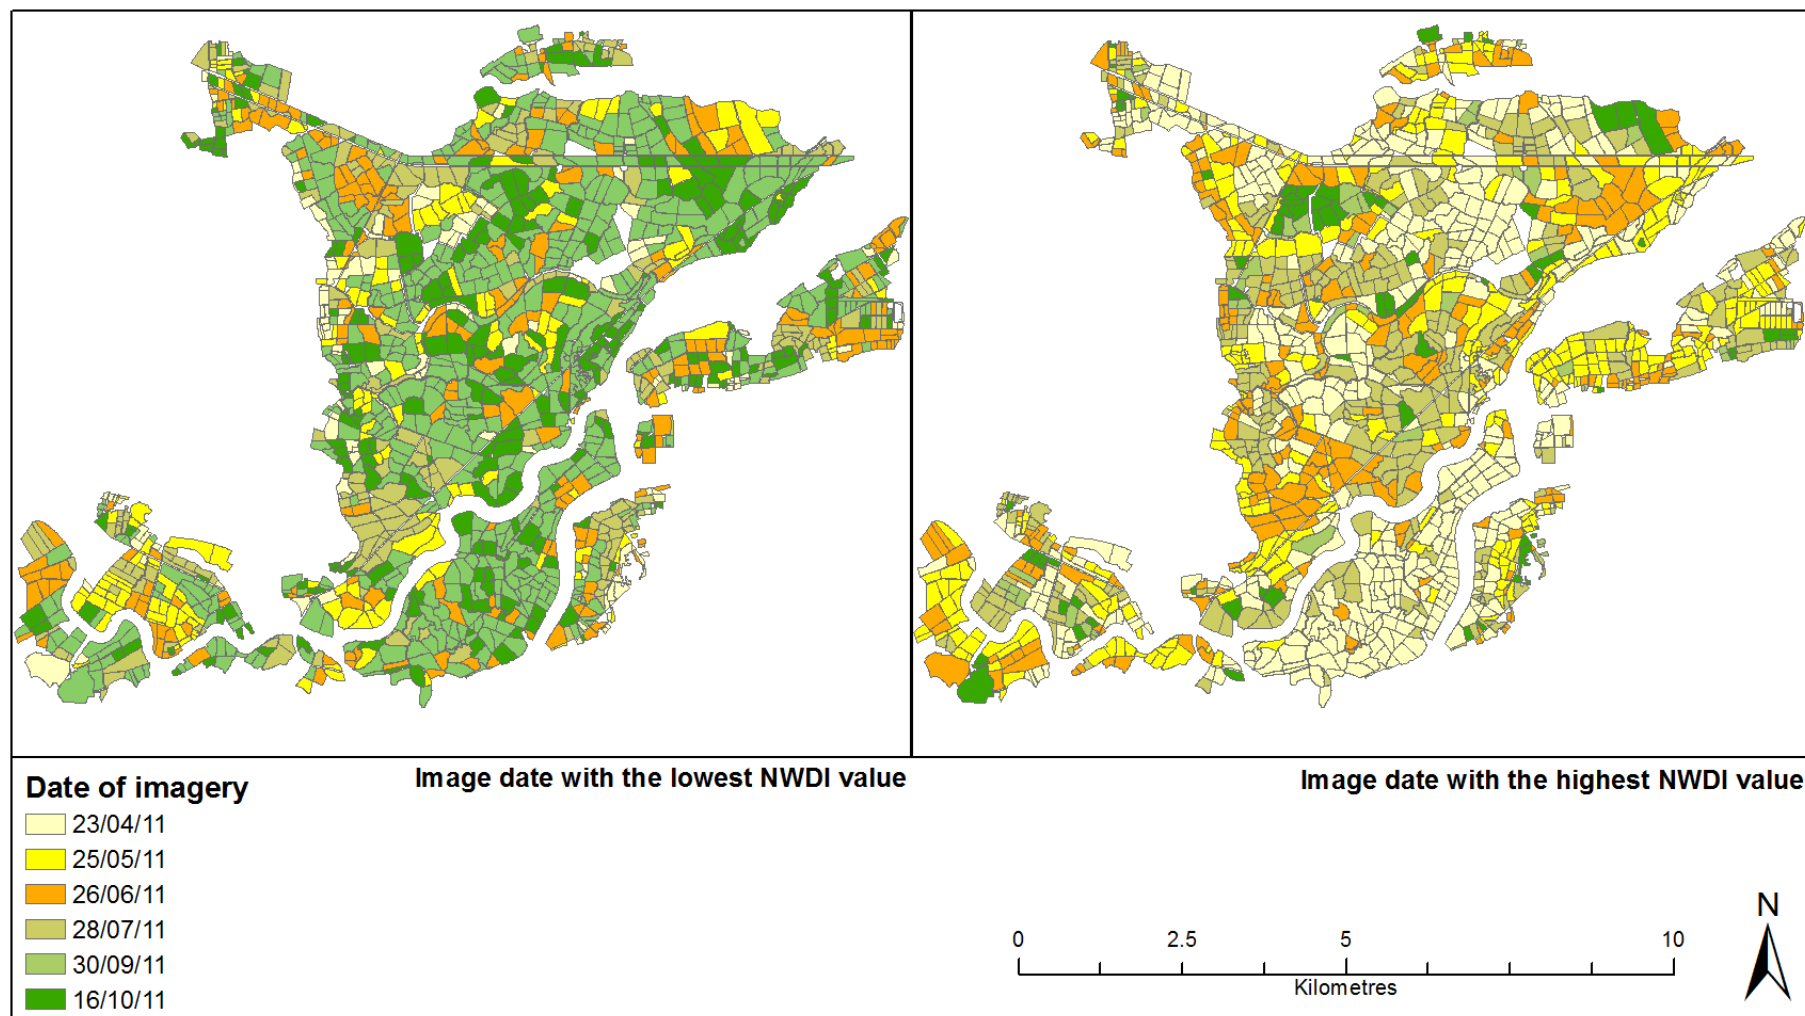 Image date with the lowest NWDI value
Image date with the highest NWDI value
Date of imagery
23/04/11
25/05/11
26/06/11
28/07/11
30/09/11
16/10/11
0 2.5 5 10
Kilometres
N